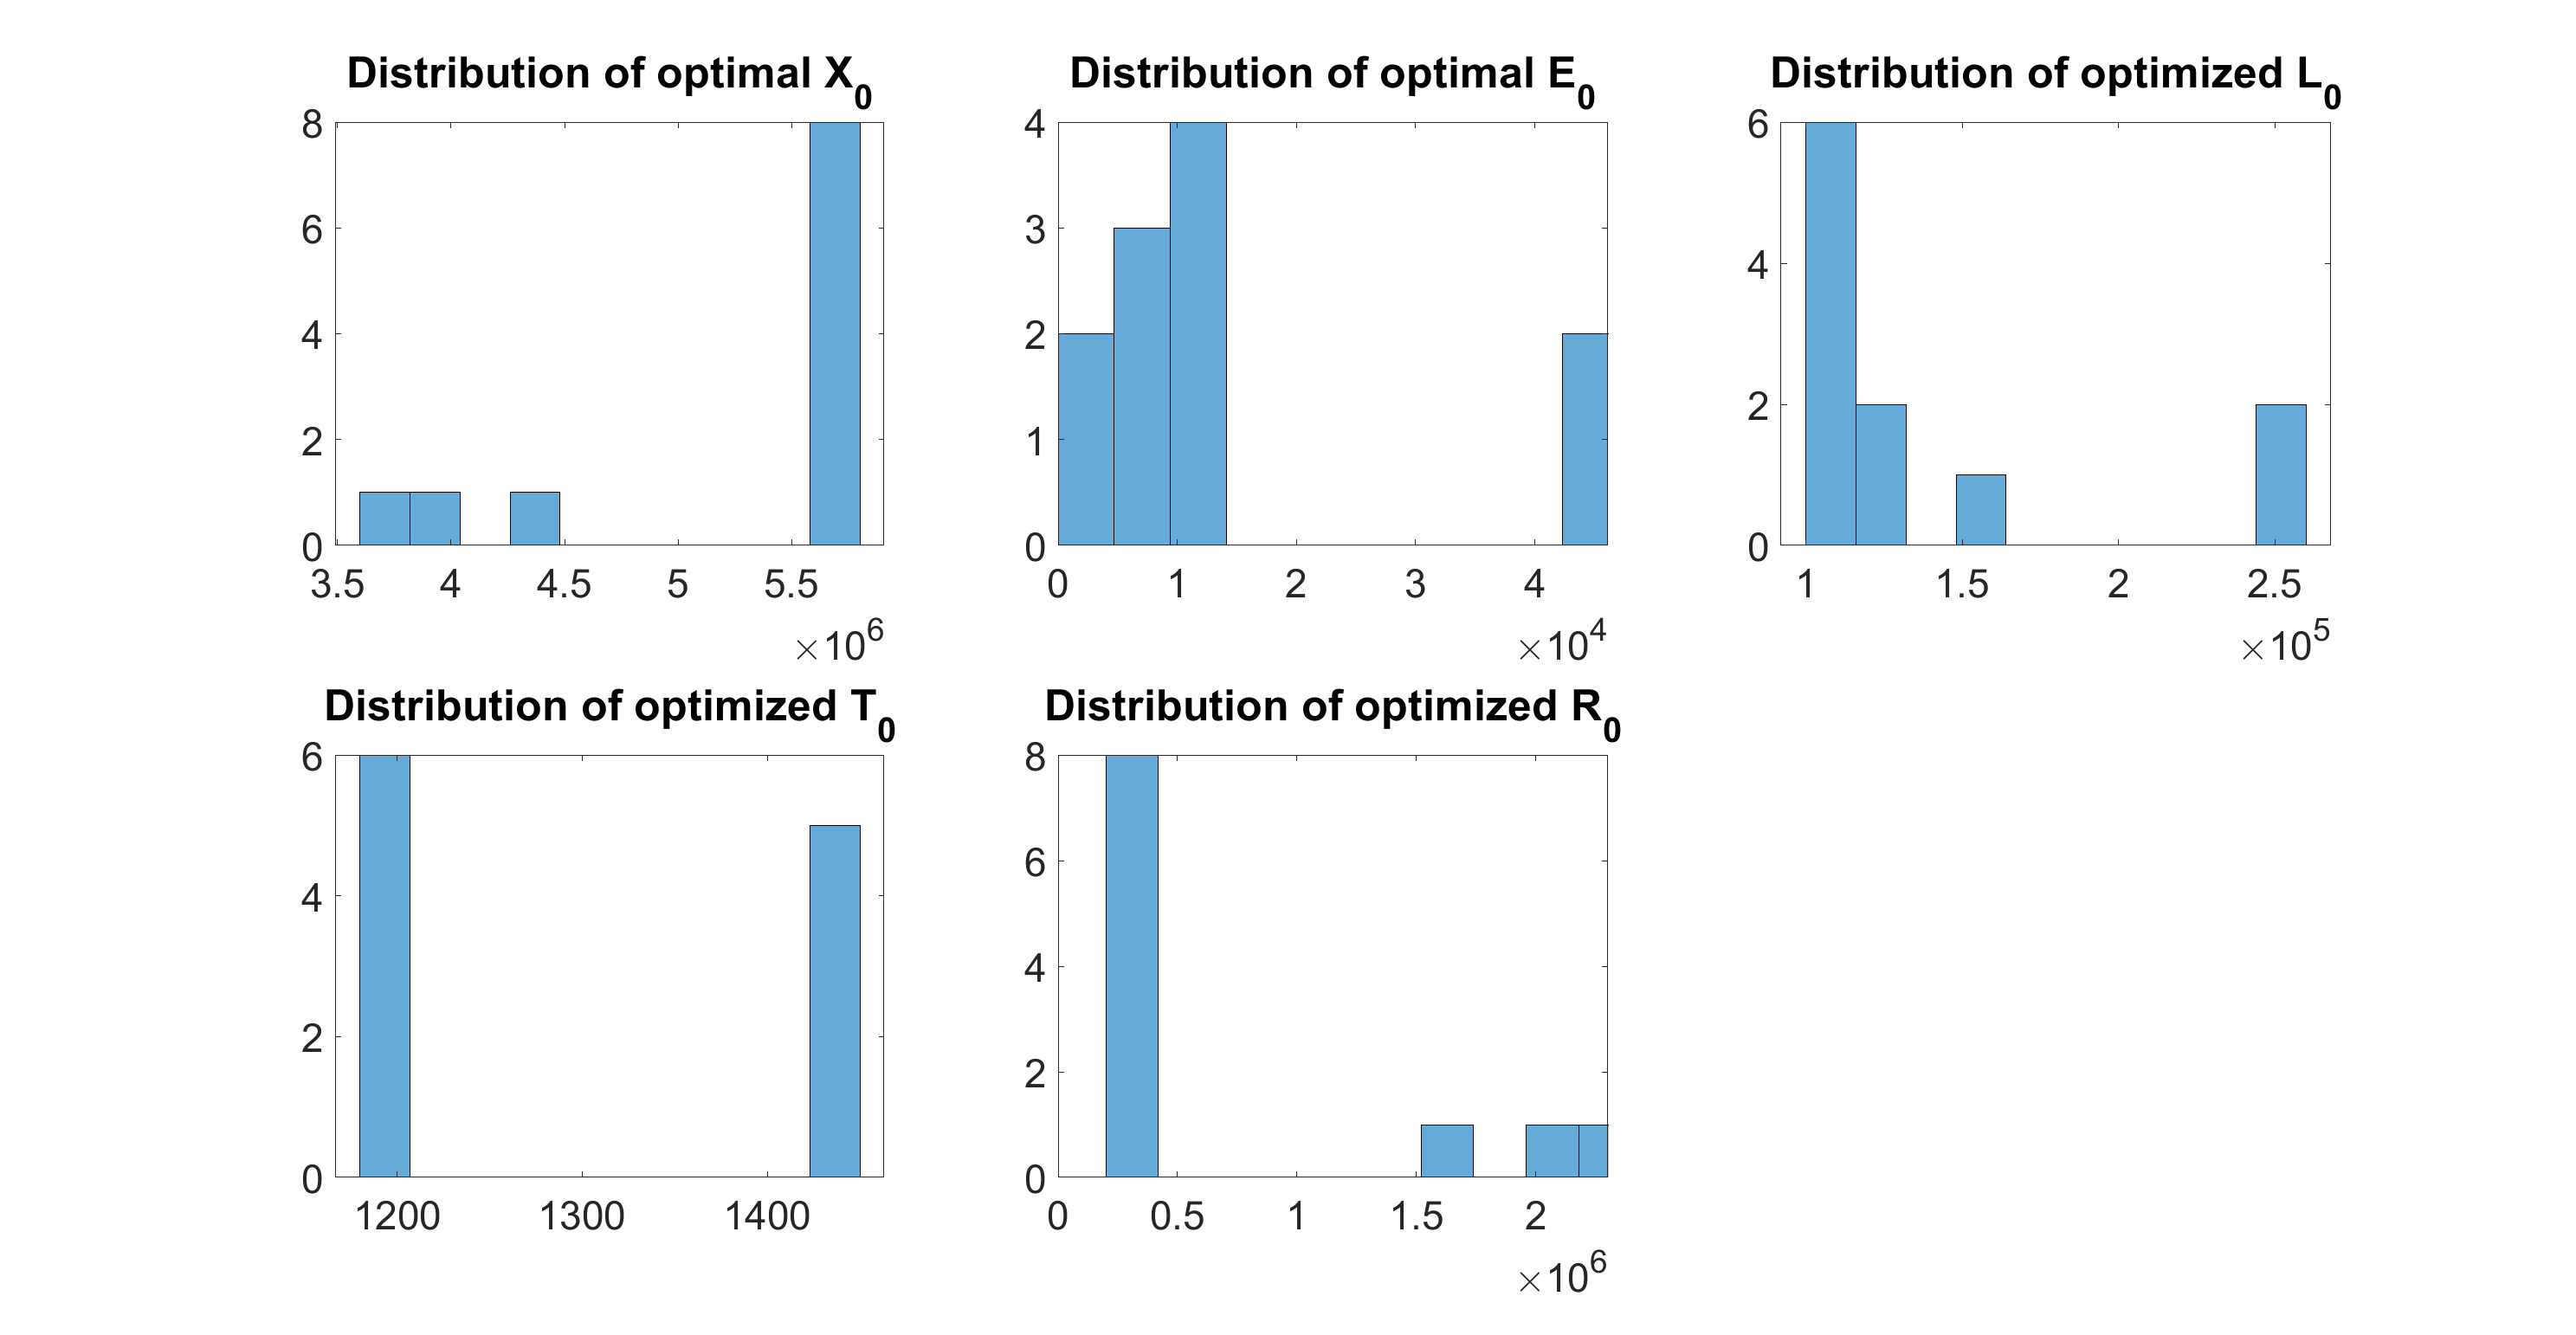 Distribution of optimal X0
8
6
4
2
0
3.5 4 4.5 5 5.5
×10^6
Distribution of optimal E0
4
3
2
1
0
0 1 2 3 4
×10^4
Distribution of optimized L0
6
4
2
0
1 1.5 2 2.5
×10^5
Distribution of optimized T0
6
4
2
0
1200 1300 1400
Distribution of optimized R0
8
6
4
2
0
0 0.5 1 1.5 2
×10^6